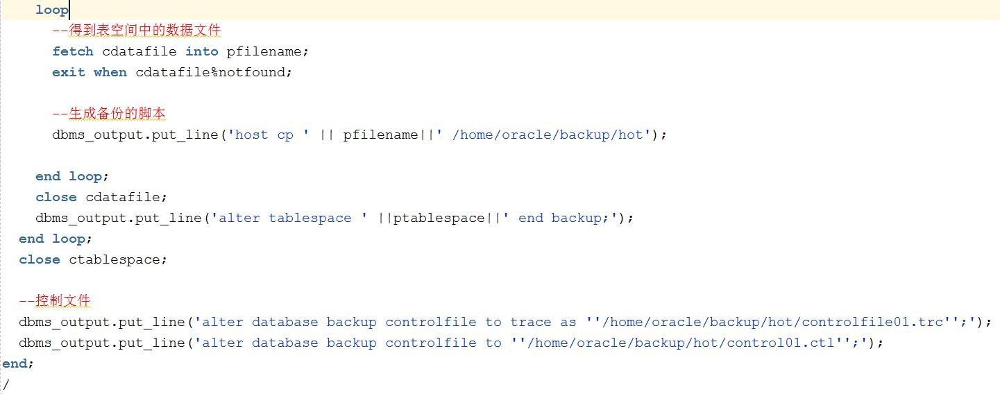 loop
--得到表空间中的数据文件
fetch cdatafile into pfilename;
exit when cdatafile%notfound;
--生成备份的脚本
dbms_output.put_line('host cp ' || pfilename||' /home/oracle/backup/hot');
end loop;
close cdatafile;
dbms_output.put_line('alter tablespace ' ||ptablespace||' end backup;');
end loop;
close ctablespace;
--控制文件
dbms_output.put_line('alter database backup controlfile to trace as ''/home/oracle/backup/hot/controlfile01.trc'';');
dbms_output.put_line('alter database backup controlfile to ''/home/oracle/backup/hot/control01.ctl'';');
end;
/